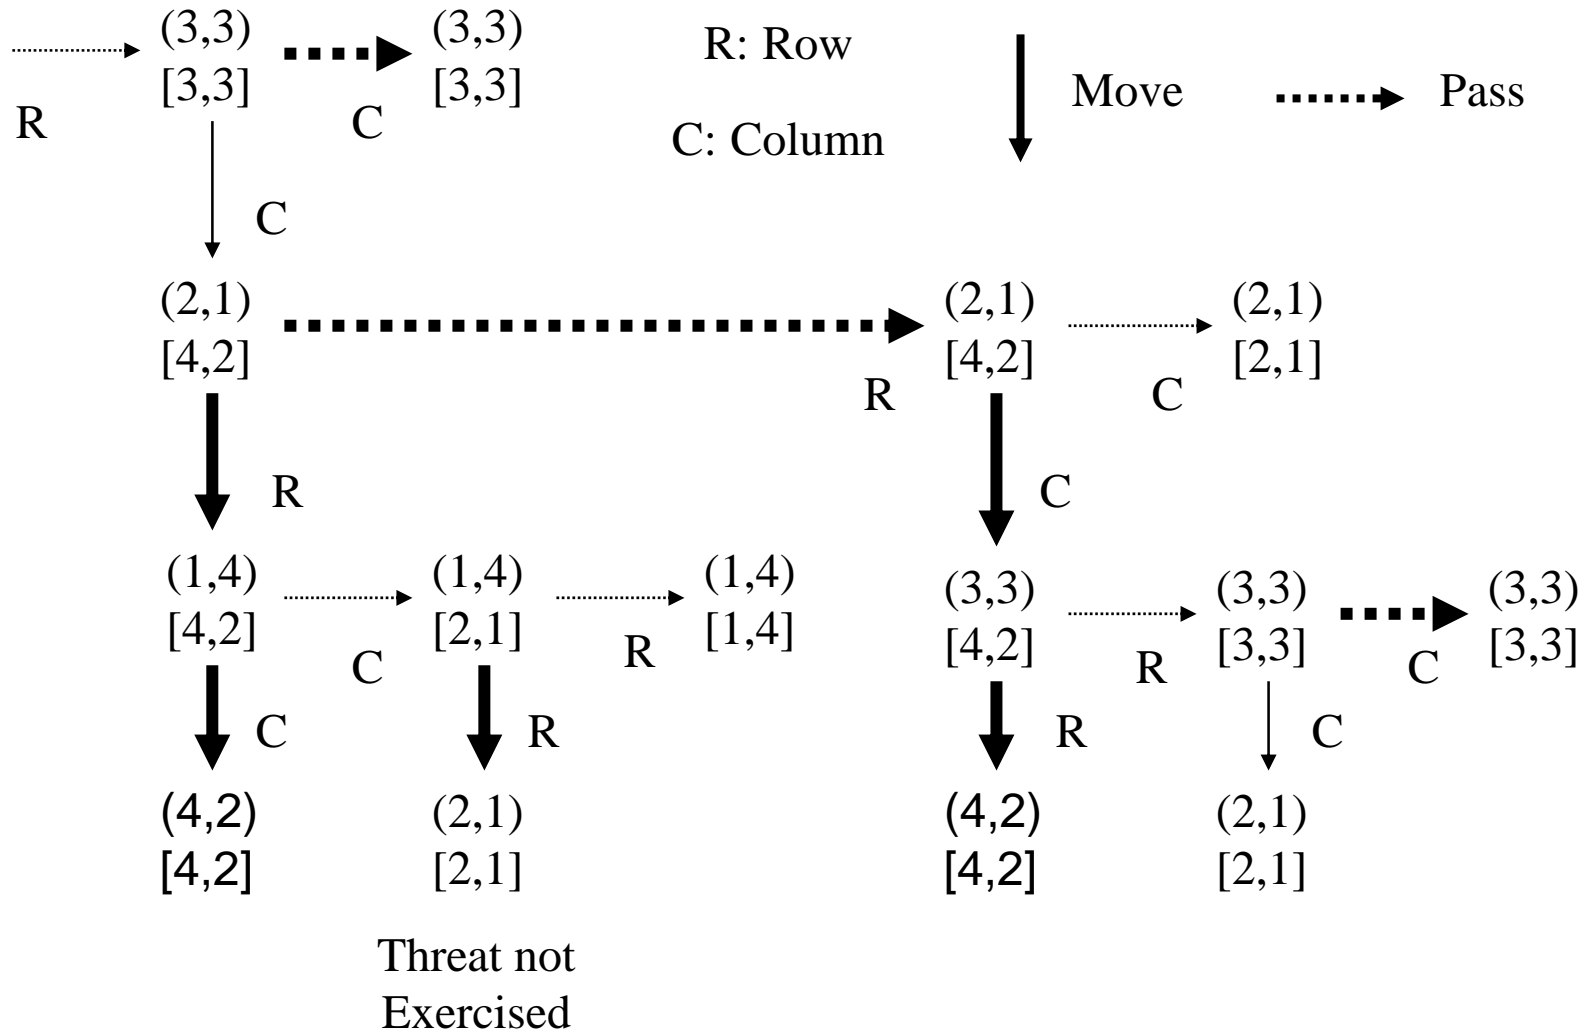 (3,3) (3,3) R: Row
[3,3] [3,3] Move Pass
R C C: Column
C
(2,1) (2,1) (2,1)
[4,2] [4,2] [2,1]
R C
R C
(1,4) (1,4) (1,4) (3,3) (3,3) (3,3)
[4,2] [2,1] [1,4] [4,2] [3,3] [3,3]
C R R C
C R R C
(4,2) (2,1) (4,2) (2,1)
[4,2] [2,1] [4,2] [2,1]
Threat not
Exercised